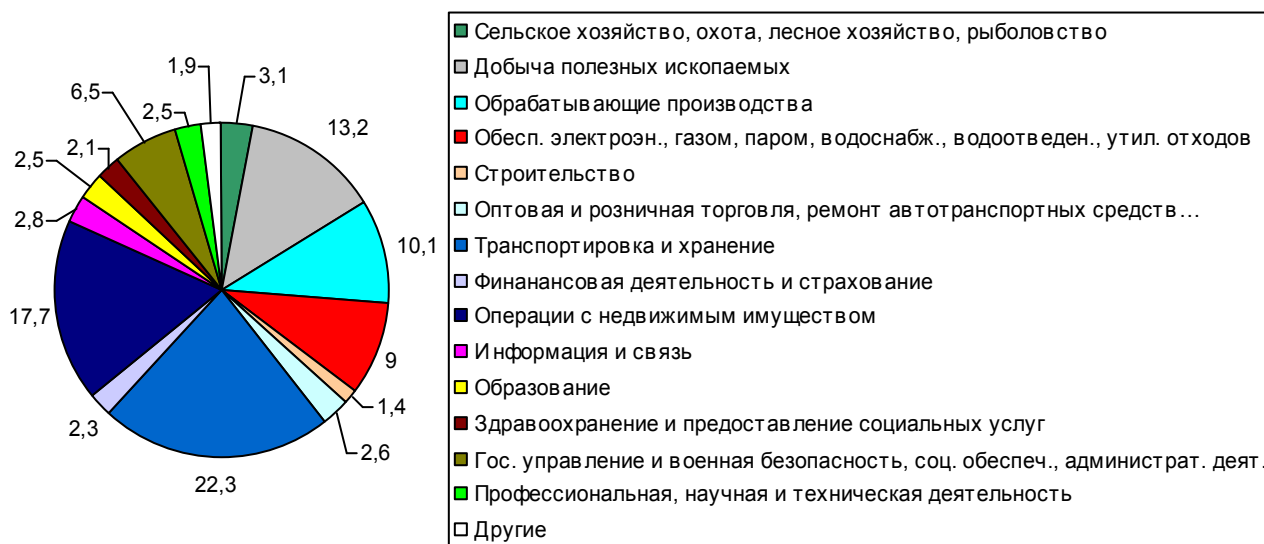 1,9
3,1
6,5
2,5
13,2
2,1
2,5
2,8
10,1
17,7
9
1,4
2,3
2,6
22,3
Сельское хозяйство, охота, лесное хозяйство, рыболовство
Добыча полезных ископаемых
Обрабатывающие производства
Обесп. электроэн., газом, паром, водоснабж., водоотведен., утил. отходов
Строительство
Оптовая и розничная торговля, ремонт автотранспортных средств...
Транспортировка и хранение
Финанансовая деятельность и страхование
Операции с недвижимым имуществом
Информация и связь
Образование
Здравоохранение и предоставление социальных услуг
Гос. управление и военная безопасность, соц. обеспеч., администрат. деят.
Профессиональная, научная и техническая деятельность
Другие